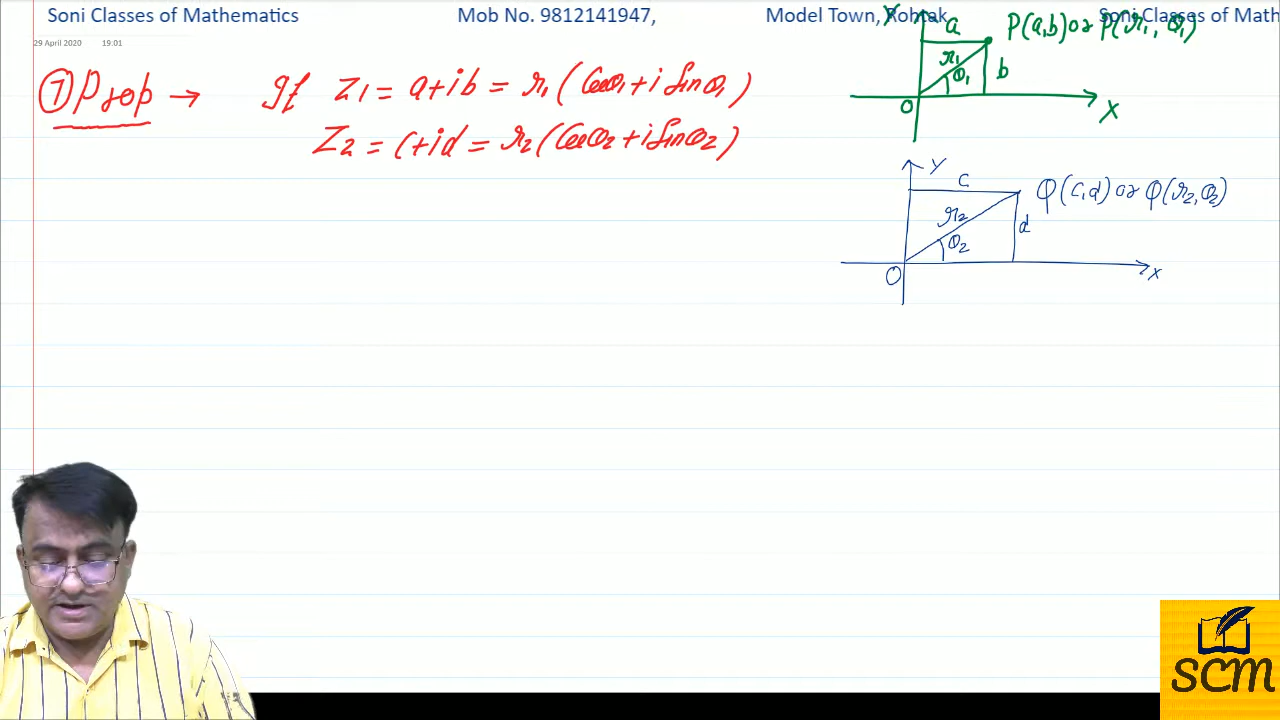 Soni Classes of Mathematics Mob No. 9812141947, Model Town, Rohtak Soni Classes of Math
29 April 2020 19:01
⑦ Prop → If Z1 = a+ib = r1(Cosθ1+i Sinθ1)
Z2 = c+id = r2(Cosθ2+i Sinθ2)
Y
a
P(a,b) or P(r1, θ1)
r1
θ1
b
O
X
Y
c
Q(c,d) or Q(r2,θ2)
r2
θ2
d
O
X
SCM